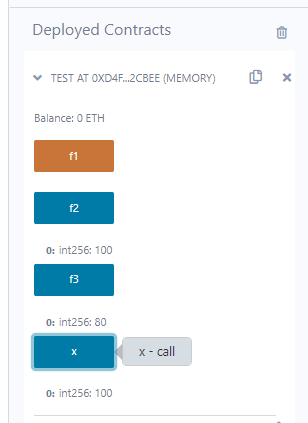 Deployed Contracts
TEST AT 0XD4F...2CBEE (MEMORY)
Balance: 0 ETH
f1
f2
0: int256: 100
f3
0: int256: 80
x
x - call
0: int256: 100